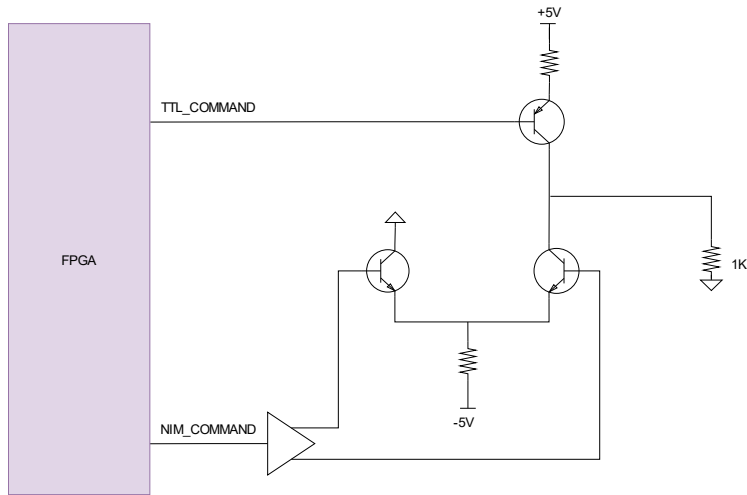 +5V
TTL_COMMAND
FPGA
1K
-5V
NIM_COMMAND